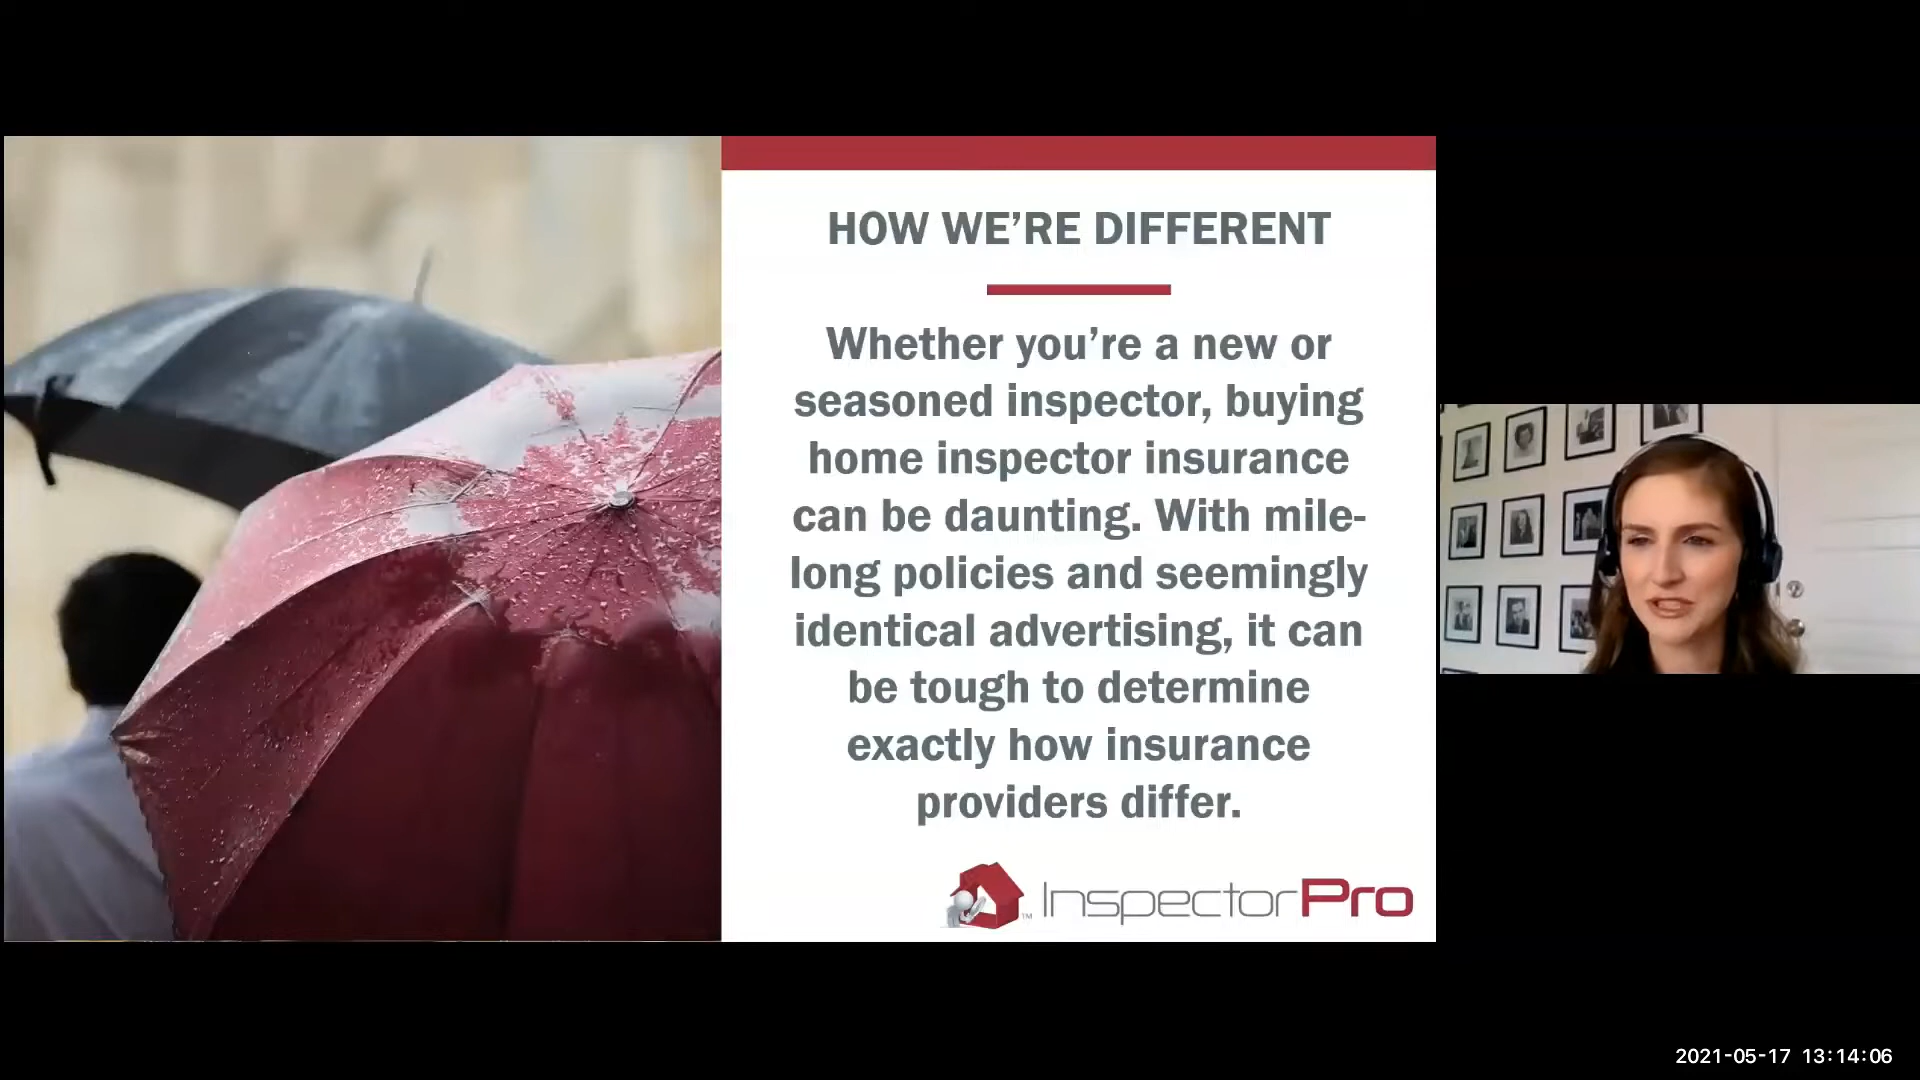 HOW WE’RE DIFFERENT
Whether you’re a new or
seasoned inspector, buying
home inspector insurance
can be daunting. With mile-
long policies and seemingly
identical advertising, it can
be tough to determine
exactly how insurance
providers differ.
TM InspectorPro
2021-05-17 13:14:06